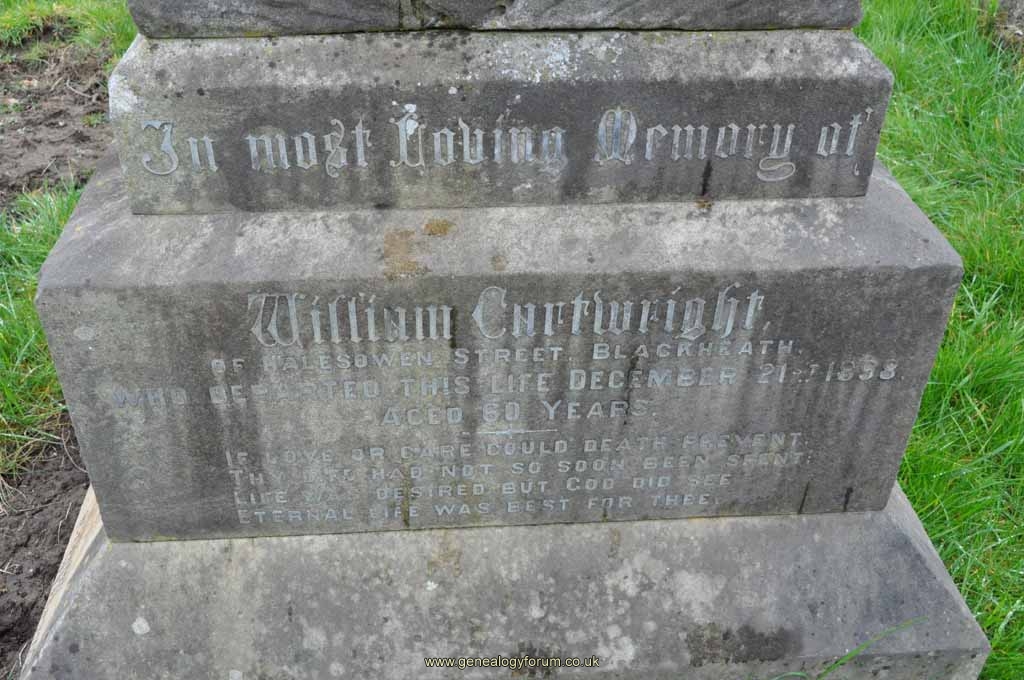 In most Loving Memory of
William Cartwright,
OF HALESOWEN STREET, BLACKHEATH,
WHO DEPARTED THIS LIFE DECEMBER 21ST
AGED 60 YEARS.
IF LOVE OR CARE COULD DEATH PREVENT,
THY LIFE HAD NOT SO SOON BEEN SPENT;
LIFE WAS DESIRED BUT GOD DID SEE
ETERNAL LIFE WAS BEST FOR THEE.
www.genealogyforum.co.uk